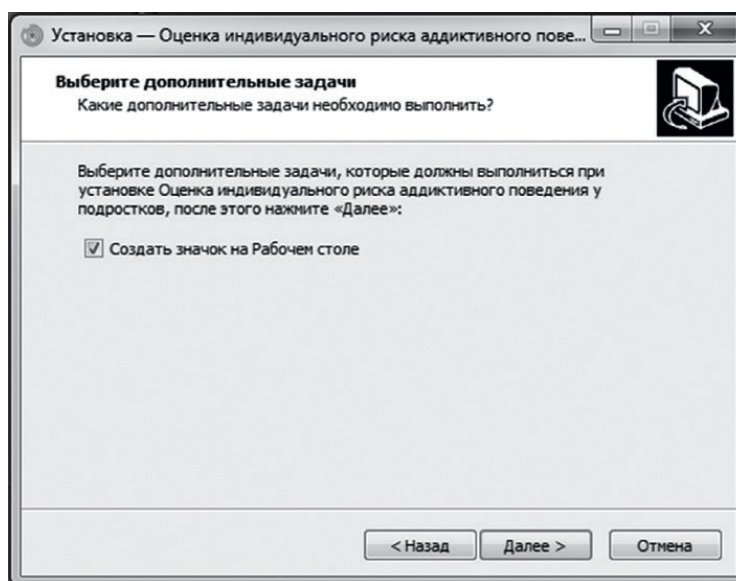 Установка — Оценка индивидуального риска аддиктивного пове...
Выберите дополнительные задачи
Какие дополнительные задачи необходимо выполнить?
Выберите дополнительные задачи, которые должны выполниться при
установке Оценка индивидуального риска аддиктивного поведения у
подростков, после этого нажмите «Далее»:
Создать значок на Рабочем столе
< Назад Далее > Отмена